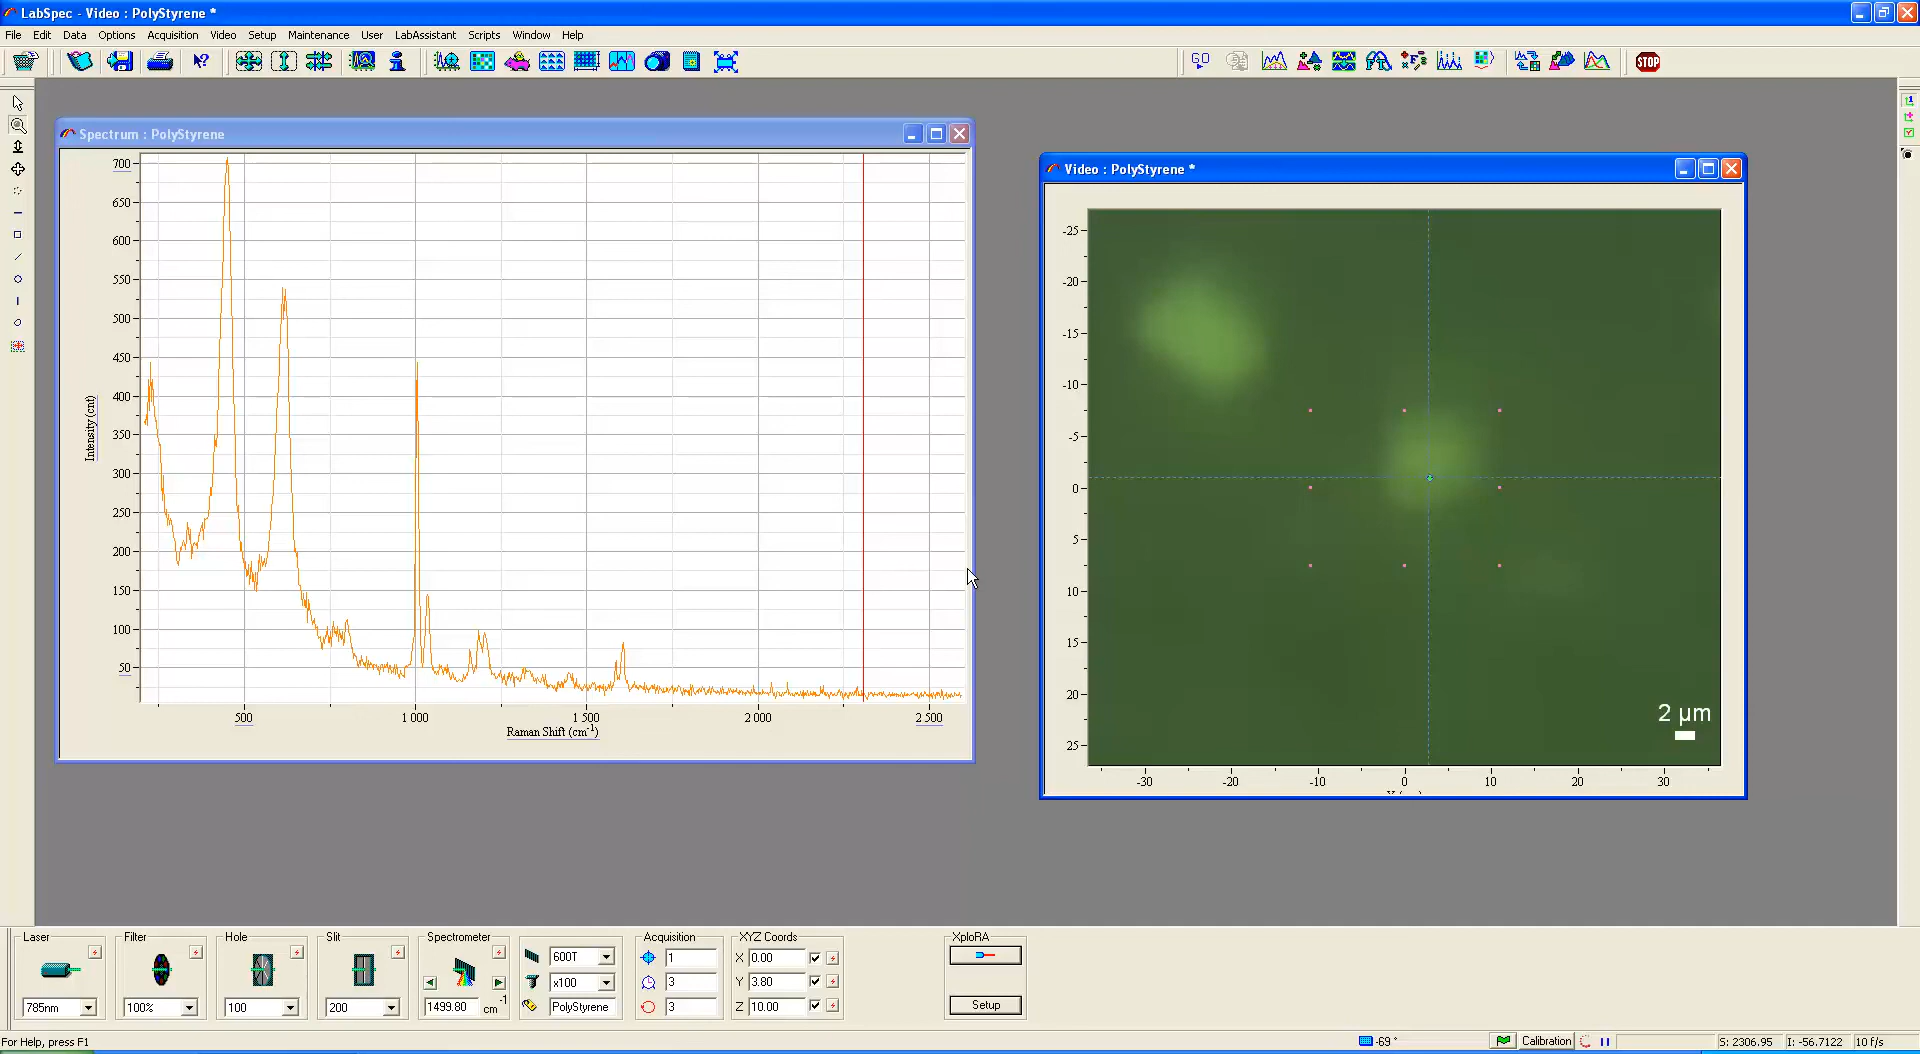 LabSpec - Video : PolyStyrene *
File Edit Data Options Acquisition Video Setup Maintenance User LabAssistant Scripts Window Help
GO
STOP
Spectrum : PolyStyrene
700
650
600
550
500
450
400
350
300
250
200
150
100
50
Intensity (cnt)
500 1 000 1 500 2 000 2 500
Raman Shift (cm-1)
Video : PolyStyrene *
-25
-20
-15
-10
-5
0
5
10
15
20
25
2 µm
-30 -20 -10 0 10 20 30
Laser Filter Hole Slit Spectrometer Acquisition XYZ Coords XploRA
600T 1 X 0.00
x100 3 Y 3.80
785nm 100% 100 200 1499.80 cm-1 PolyStyrene 3 Z 10.00 Setup
For Help, press F1 -69 ° Calibration S: 2306.95 I: -56.7122 10 f/s